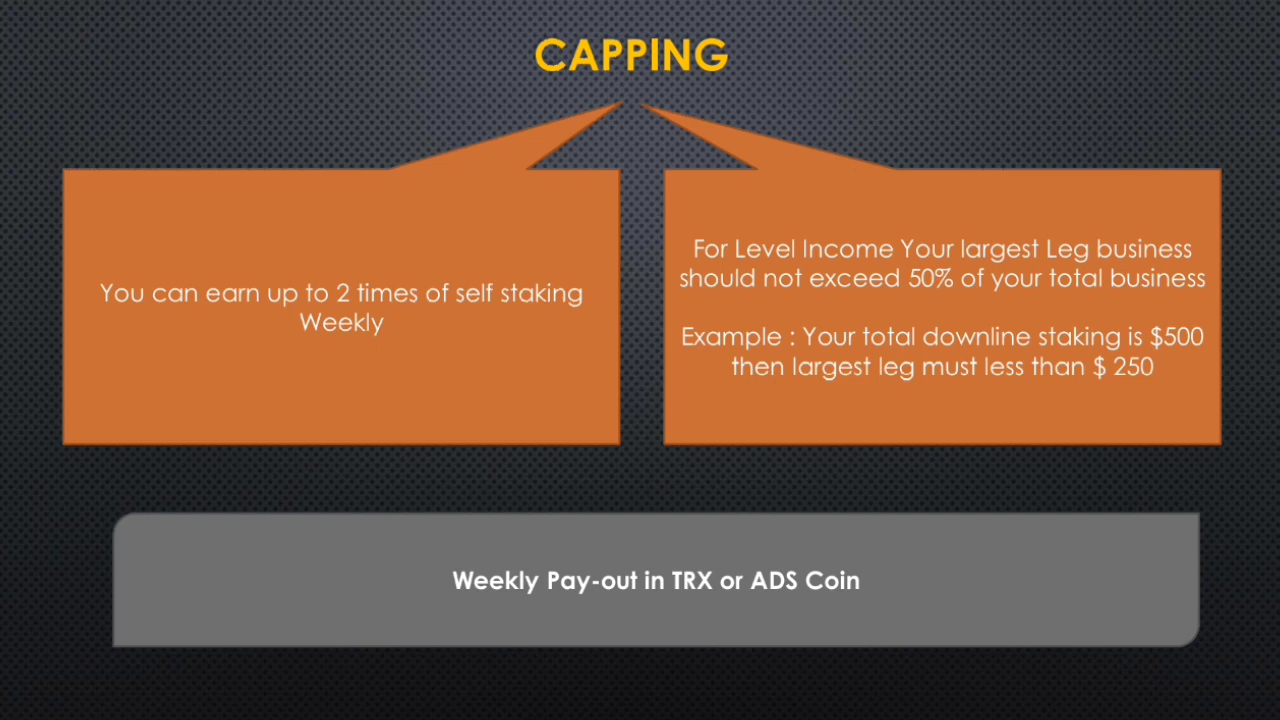 CAPPING
You can earn up to 2 times of self staking
Weekly
For Level Income Your largest Leg business
should not exceed 50% of your total business
Example : Your total downline staking is $500
then largest leg must less than $ 250
Weekly Pay-out in TRX or ADS Coin